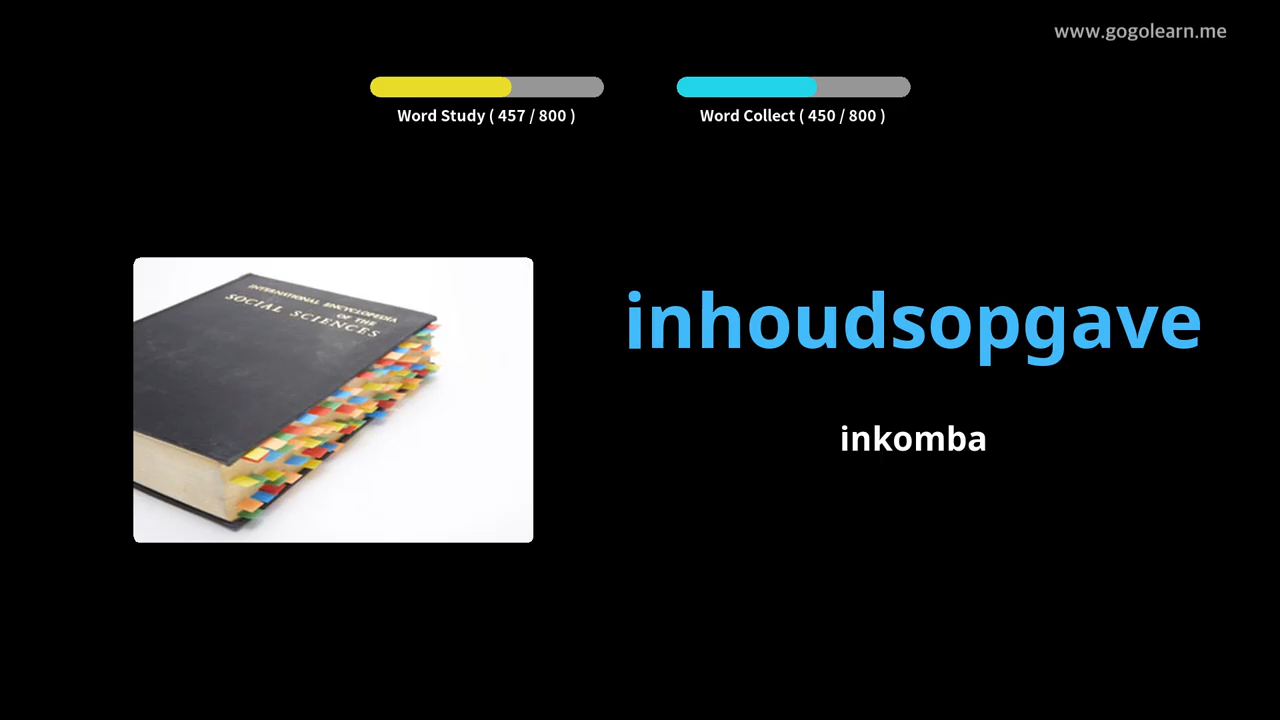 www.gogolearn.me
Word Study ( 457 / 800 )
Word Collect ( 450 / 800 )
INTERNATIONAL ENCYCLOPEDIA
OF THE
SOCIAL SCIENCES
inhoudsopgave
inkomba